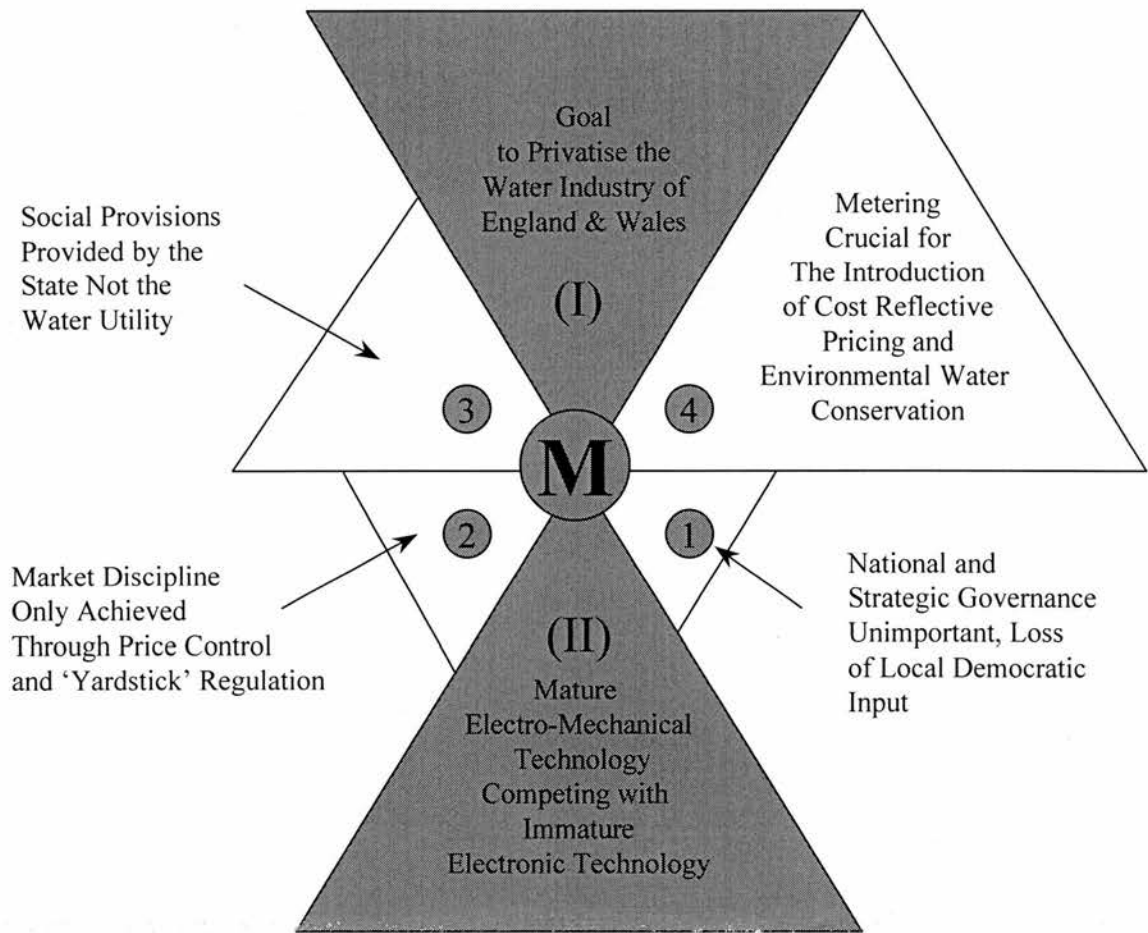 Goal
to Privatise the
Water Industry of
England & Wales
(I)
Social Provisions
Provided by the
State Not the
Water Utility
Metering
Crucial for
The Introduction
of Cost Reflective
Pricing and
Environmental Water
Conservation
3
4
M
2
1
Market Discipline
Only Achieved
Through Price Control
and ‘Yardstick’ Regulation
National and
Strategic Governance
Unimportant, Loss
of Local Democratic
Input
(II)
Mature
Electro-Mechanical
Technology
Competing with
Immature
Electronic Technology